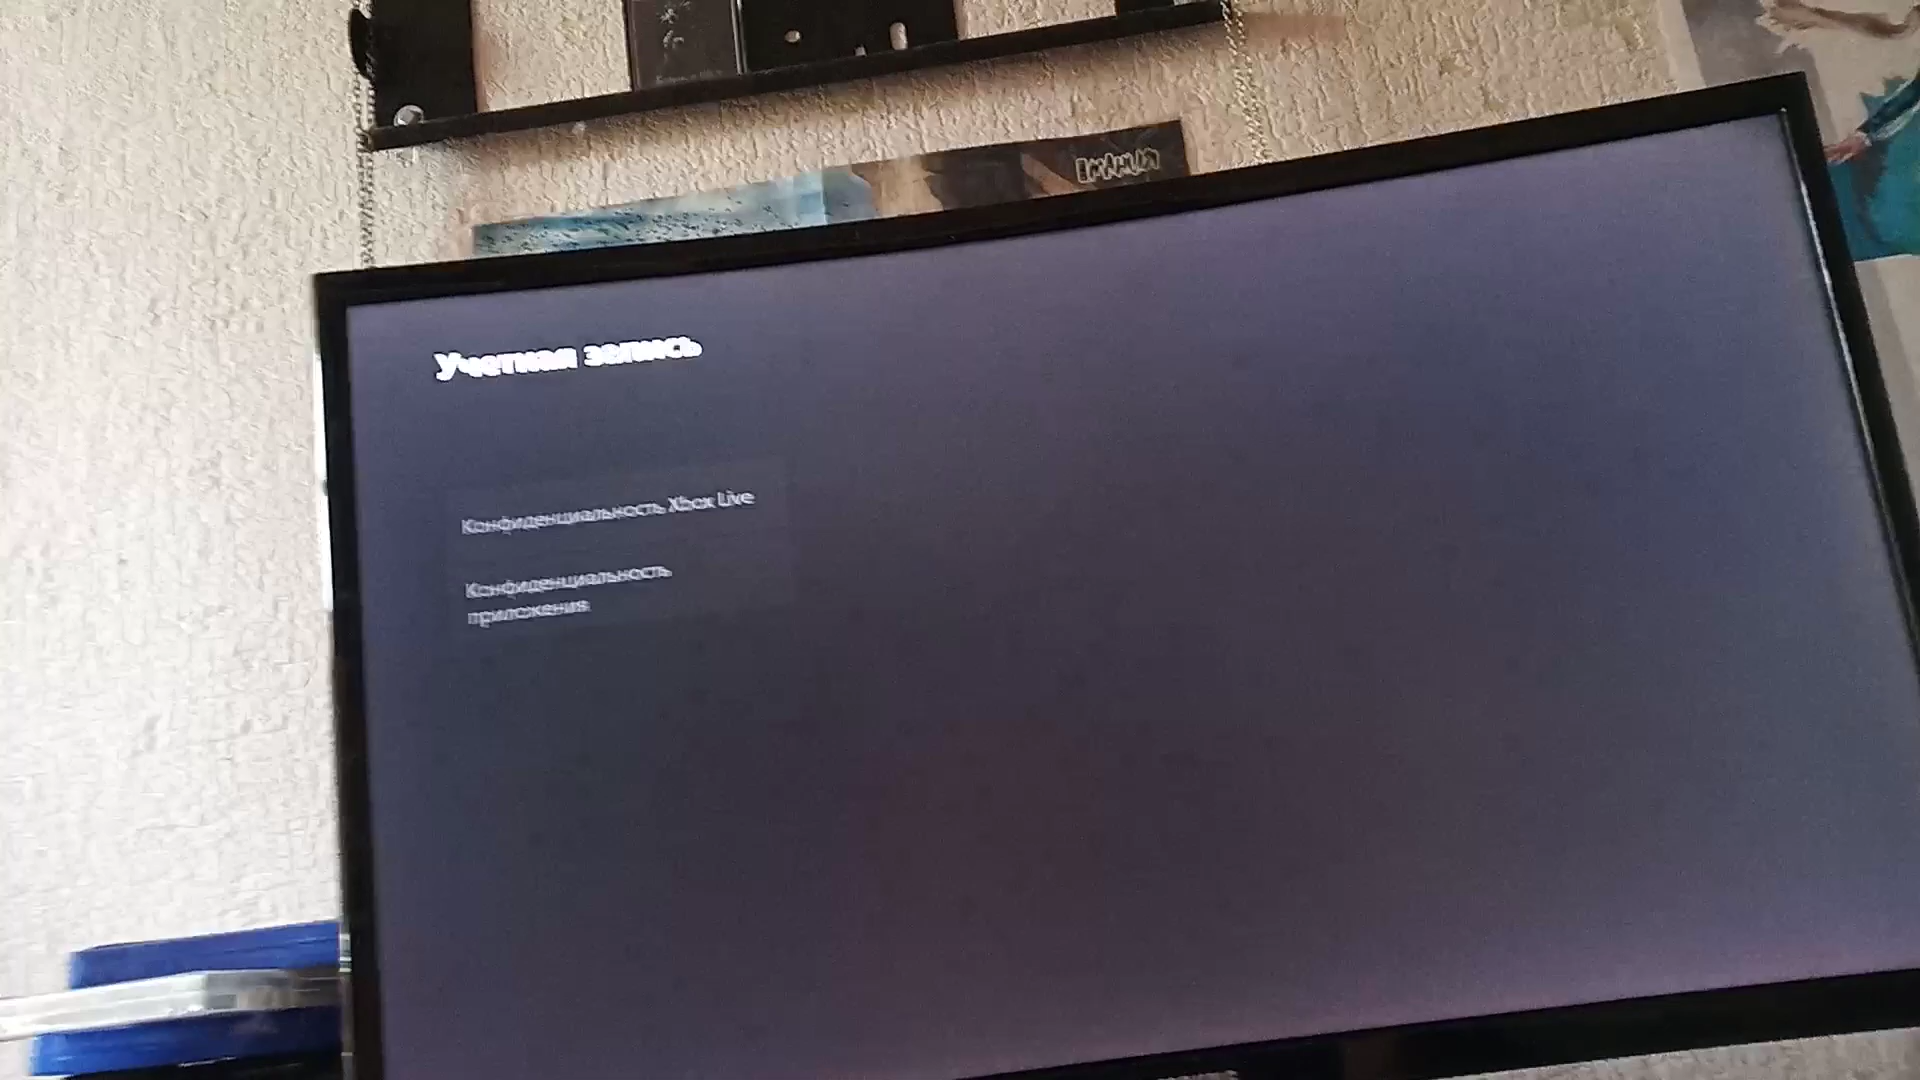 Учетная запись
Конфиденциальность Xbox Live
Конфиденциальность
приложения